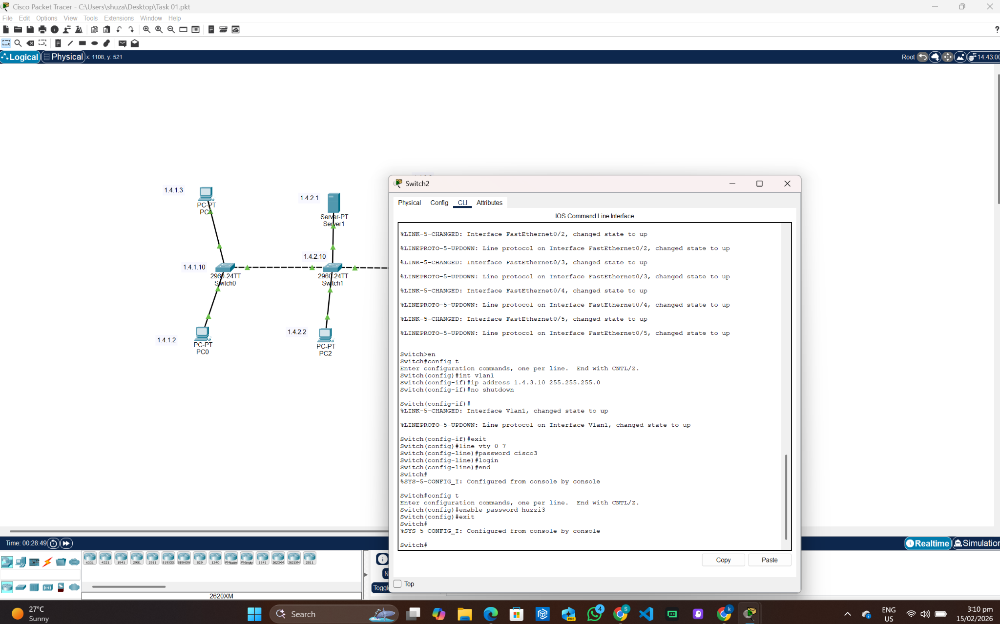 Cisco Packet Tracer - C:\Users\shuza\Desktop\Task 01.pkt
File Edit Options View Tools Extensions Window Help
?
Logical Physical x: 1108, y: 521
Root 14:43:00
1.4.1.3
PC-PT
1.4.2.1
Server-PT
Server1
1.4.2.10
1.4.1.10
2960-24TT
Switch0
2960-24TT
Switch1
1.4.1.2
PC-PT
PC0
1.4.2.2
PC-PT
PC2
Switch2
Physical Config CLI Attributes
IOS Command Line Interface
%LINK-5-CHANGED: Interface FastEthernet0/2, changed state to up
%LINEPROTO-5-UPDOWN: Line protocol on Interface FastEthernet0/2, changed state to up
%LINK-5-CHANGED: Interface FastEthernet0/3, changed state to up
%LINEPROTO-5-UPDOWN: Line protocol on Interface FastEthernet0/3, changed state to up
%LINK-5-CHANGED: Interface FastEthernet0/4, changed state to up
%LINEPROTO-5-UPDOWN: Line protocol on Interface FastEthernet0/4, changed state to up
%LINK-5-CHANGED: Interface FastEthernet0/5, changed state to up
%LINEPROTO-5-UPDOWN: Line protocol on Interface FastEthernet0/5, changed state to up
Switch>en
Switch#config t
Enter configuration commands, one per line.  End with CNTL/Z.
Switch(config)#int vlan1
Switch(config-if)#ip address 1.4.3.10 255.255.255.0
Switch(config-if)#no shutdown
Switch(config-if)#
%LINK-5-CHANGED: Interface Vlan1, changed state to up
%LINEPROTO-5-UPDOWN: Line protocol on Interface Vlan1, changed state to up
Switch(config-if)#exit
Switch(config)#line vty 0 7
Switch(config-line)#password cisco3
Switch(config-line)#login
Switch(config-line)#end
Switch#
%SYS-5-CONFIG_I: Configured from console by console
Switch#config t
Enter configuration commands, one per line.  End with CNTL/Z.
Switch(config)#enable password huzzi3
Switch(config)#exit
Switch#
%SYS-5-CONFIG_I: Configured from console by console
Switch#
Copy Paste
Top
Time: 00:28:49
Realtime Simulation
4331 4321 1941 2901 2911 819IOX 819HGW 829 1240 PT-Router PT-Empty 1841 2620XM 2621XM 2811
2620XM
Toggl
27°C
Sunny
Search
PRE
4
S
k
ENG
US
3:10 pm
15/02/2026